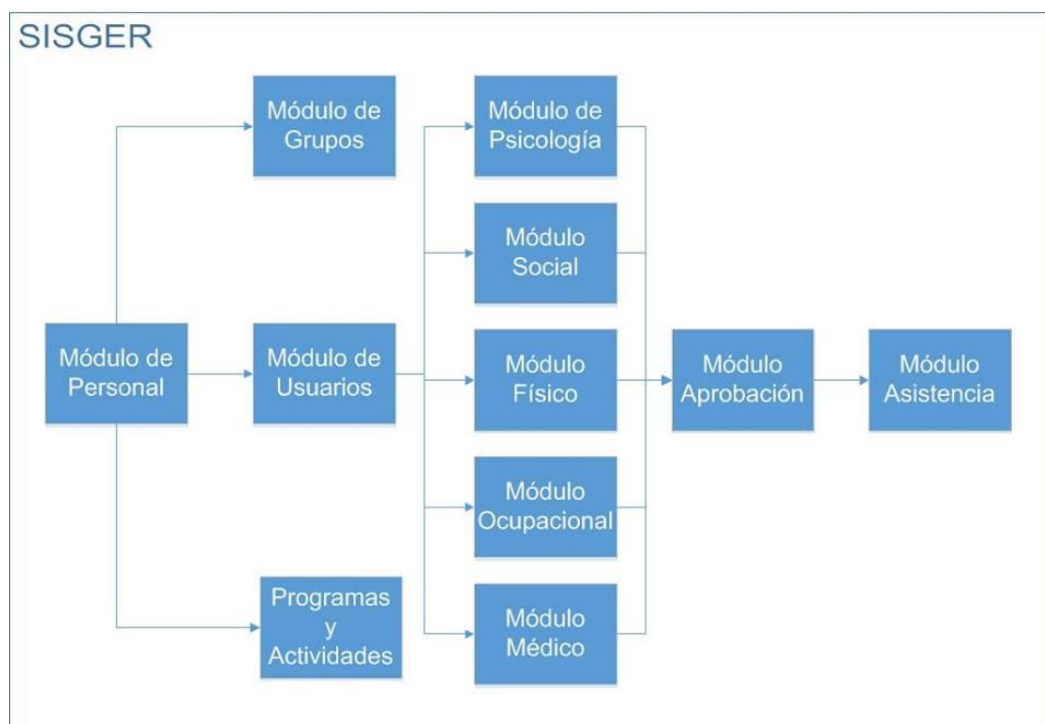 SISGER
Módulo de
Grupos
Módulo de
Psicología
Módulo
Social
Módulo de
Personal
Módulo de
Usuarios
Módulo
Físico
Módulo
Aprobación
Módulo
Asistencia
Módulo
Ocupacional
Programas
y
Actividades
Módulo
Médico